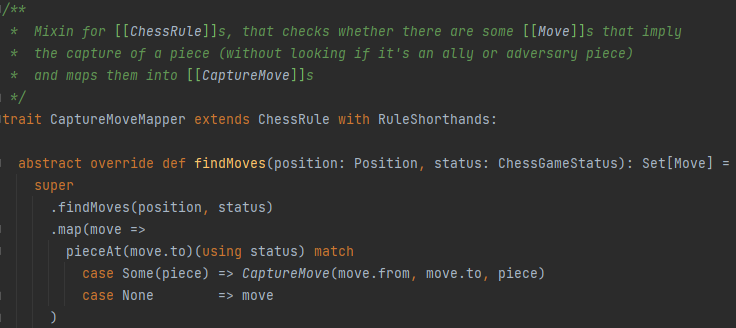 /**
 *  Mixin for [[ChessRule]]s, that checks whether there are some [[Move]]s that imply
 *  the capture of a piece (without looking if it's an ally or adversary piece)
 *  and maps them into [[CaptureMove]]s
 */
trait CaptureMoveMapper extends ChessRule with RuleShorthands:
  abstract override def findMoves(position: Position, status: ChessGameStatus): Set[Move] =
    super
      .findMoves(position, status)
      .map(move =>
        pieceAt(move.to)(using status) match
          case Some(piece) => CaptureMove(move.from, move.to, piece)
          case None        => move
      )